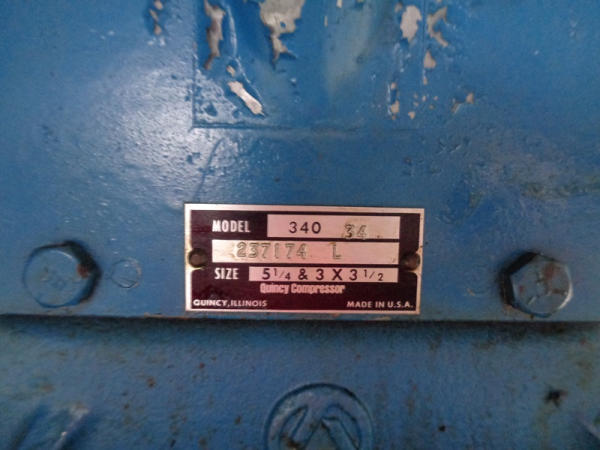 MODEL 340 34
237174 L
SIZE 5 1/4 & 3 X 3 1/2
Quincy Compressor
QUINCY, ILLINOIS MADE IN U.S.A.